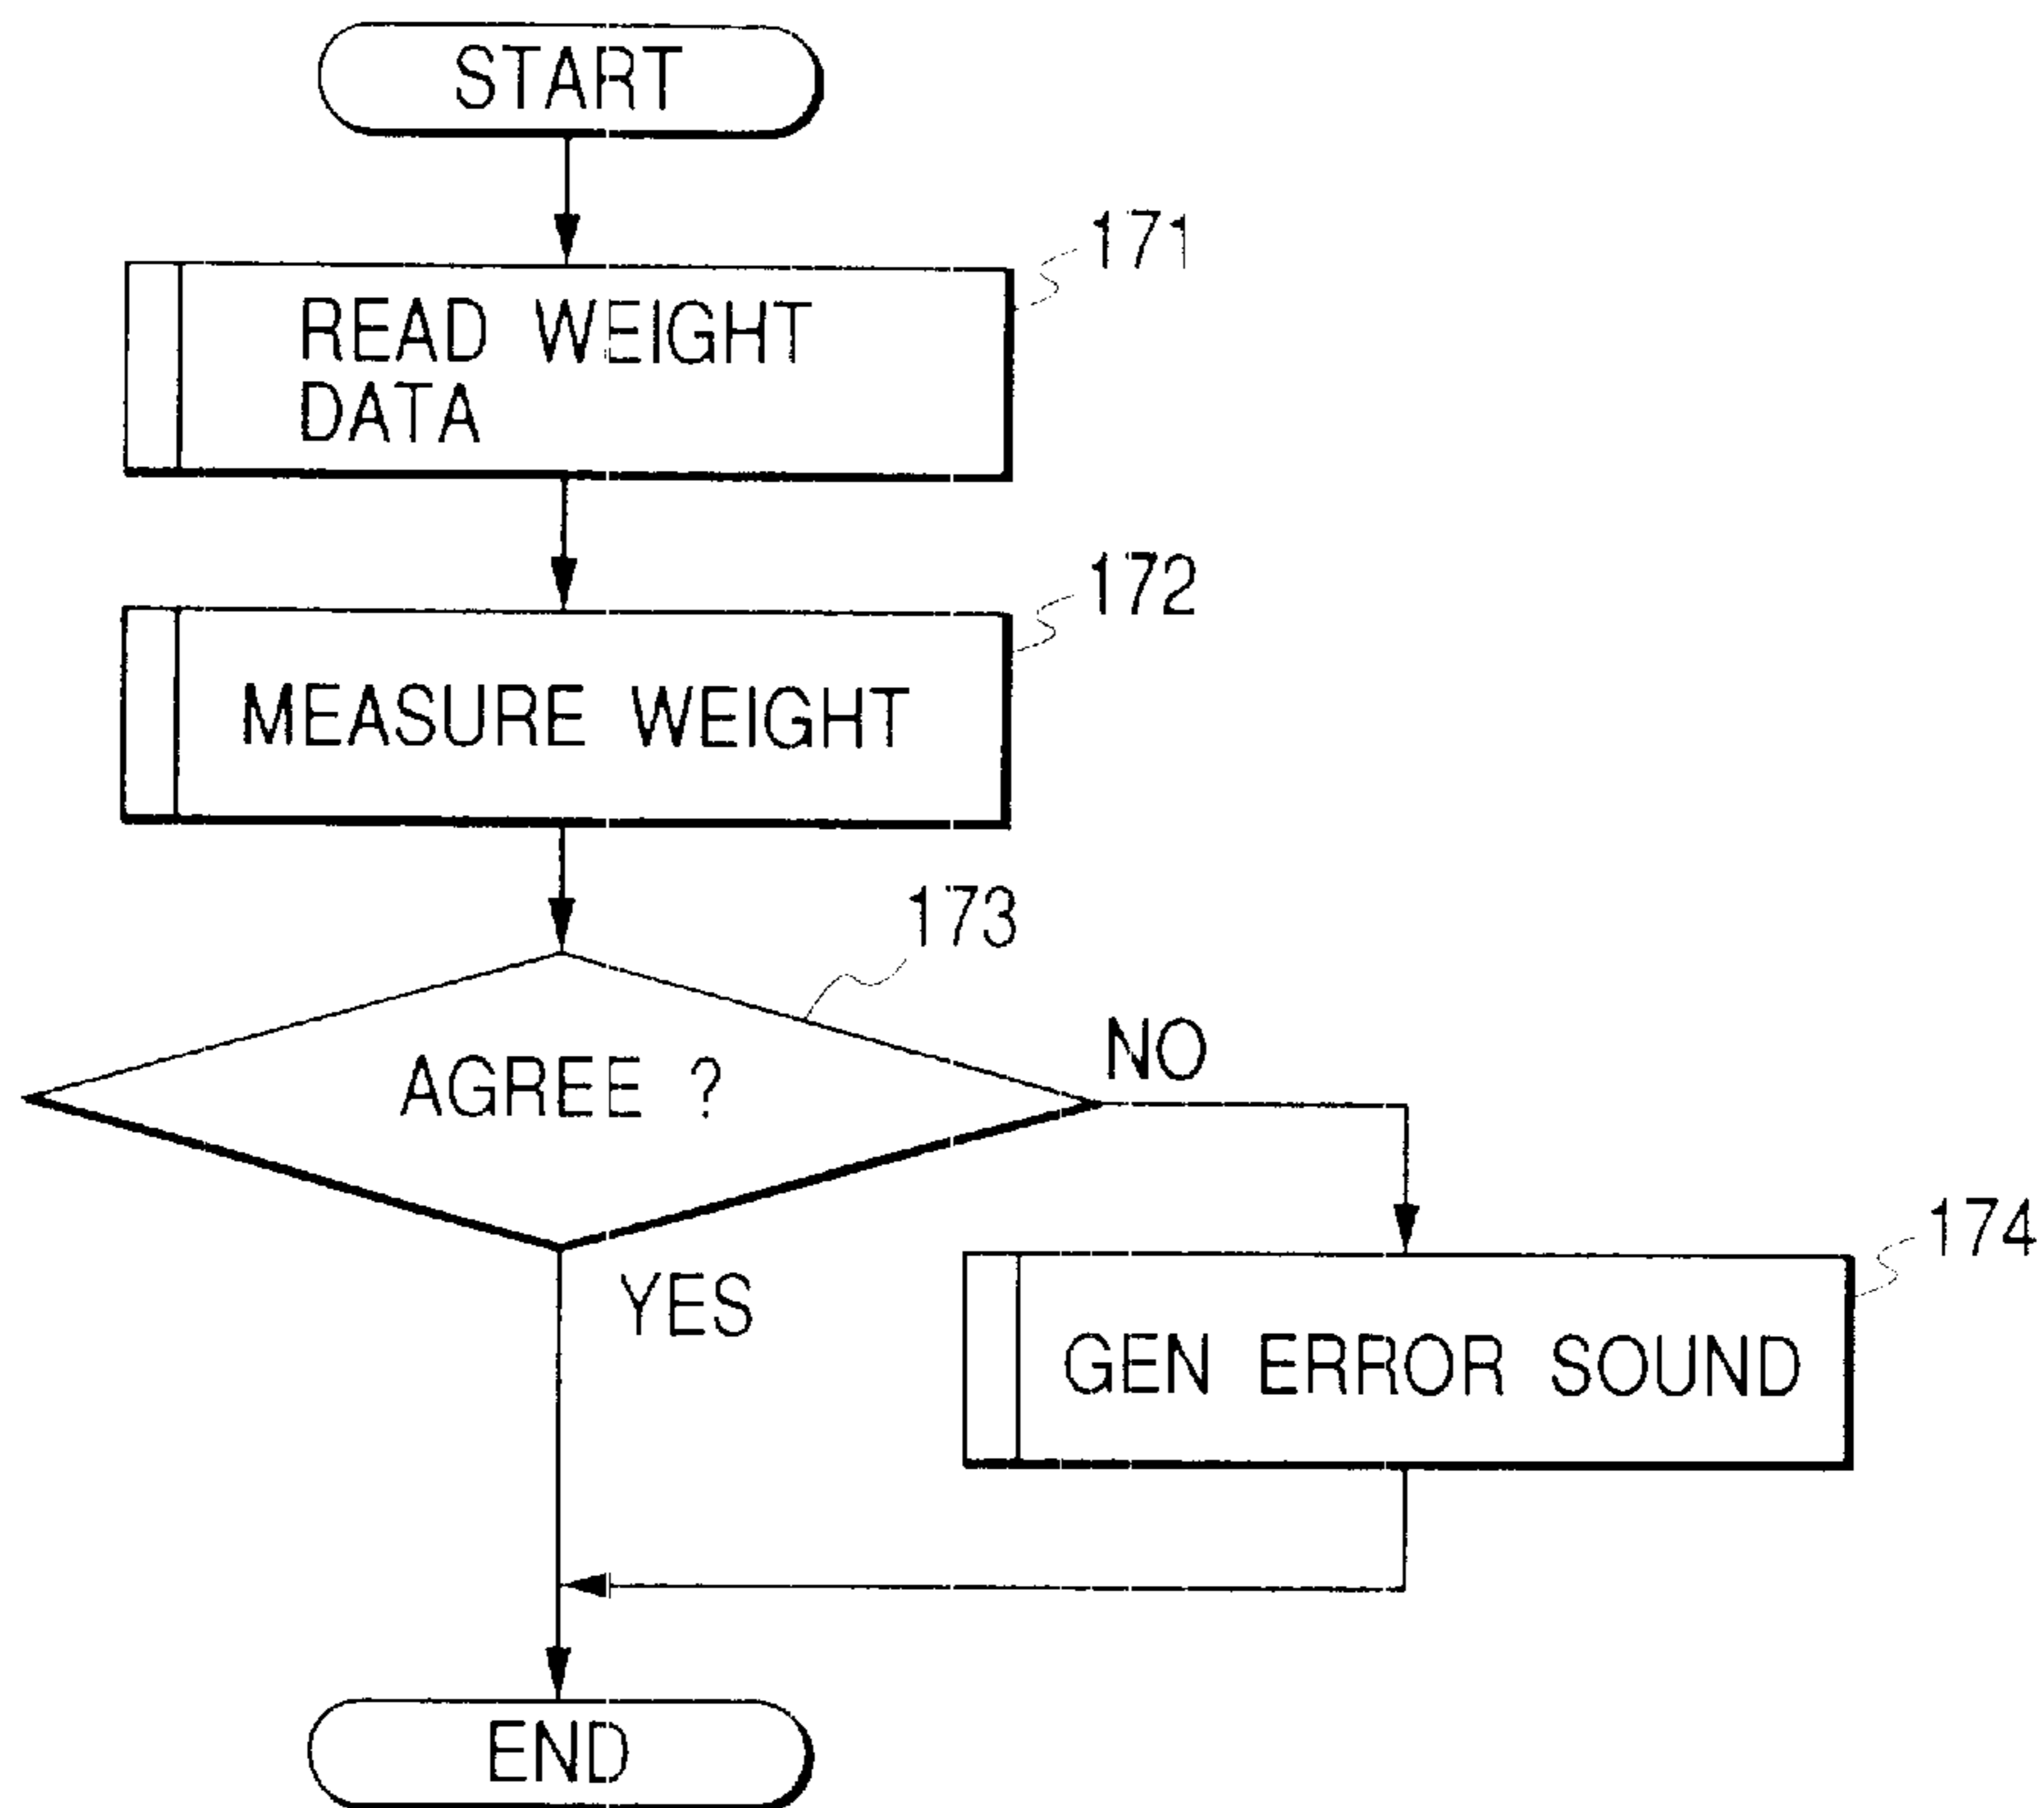 START
171
READ WEIGHT
DATA
172
MEASURE WEIGHT
173
AGREE ?
NO
YES
174
GEN ERROR SOUND
END